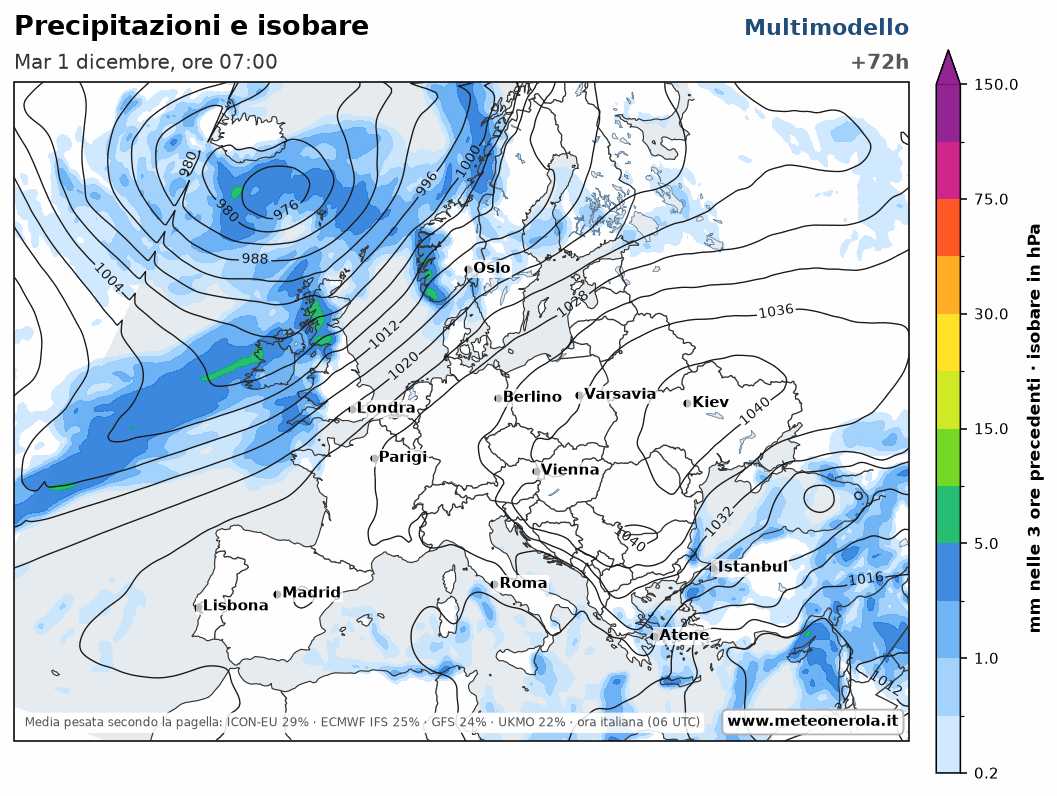 Precipitazioni e isobare
Multimodello
Mar 1 dicembre, ore 07:00
+72h
150.0
75.0
30.0
15.0
5.0
1.0
0.2
mm nelle 3 ore precedenti · isobare in hPa
980
1000
996
980
976
988
1004
1012
1020
1028
1036
1040
1032
1040
1016
1012
Oslo
Londra
Berlino
Varsavia
Kiev
Parigi
Vienna
Istanbul
Roma
Madrid
Lisbona
Atene
Media pesata secondo la pagella: ICON-EU 29% · ECMWF IFS 25% · GFS 24% · UKMO 22% · ora italiana (06 UTC)
www.meteonerola.it